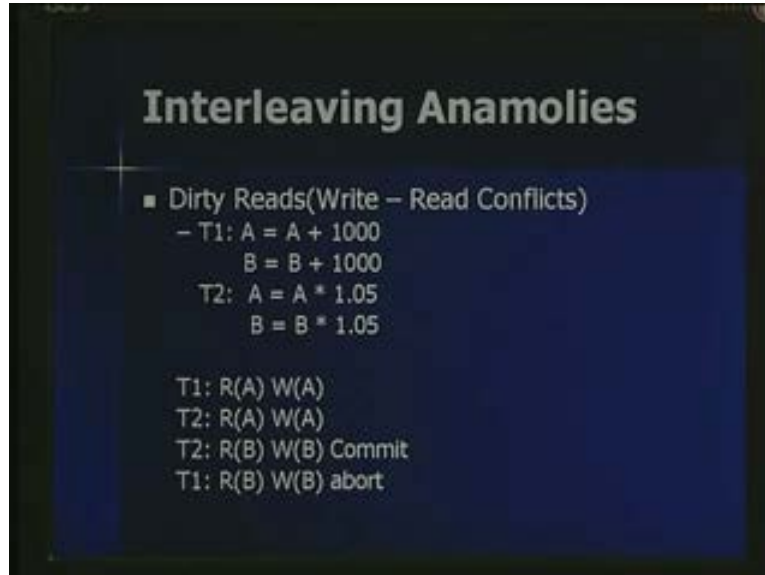 Interleaving Anamolies
▪ Dirty Reads(Write – Read Conflicts)
– T1: A = A + 1000
B = B + 1000
T2: A = A * 1.05
B = B * 1.05
T1: R(A) W(A)
T2: R(A) W(A)
T2: R(B) W(B) Commit
T1: R(B) W(B) abort